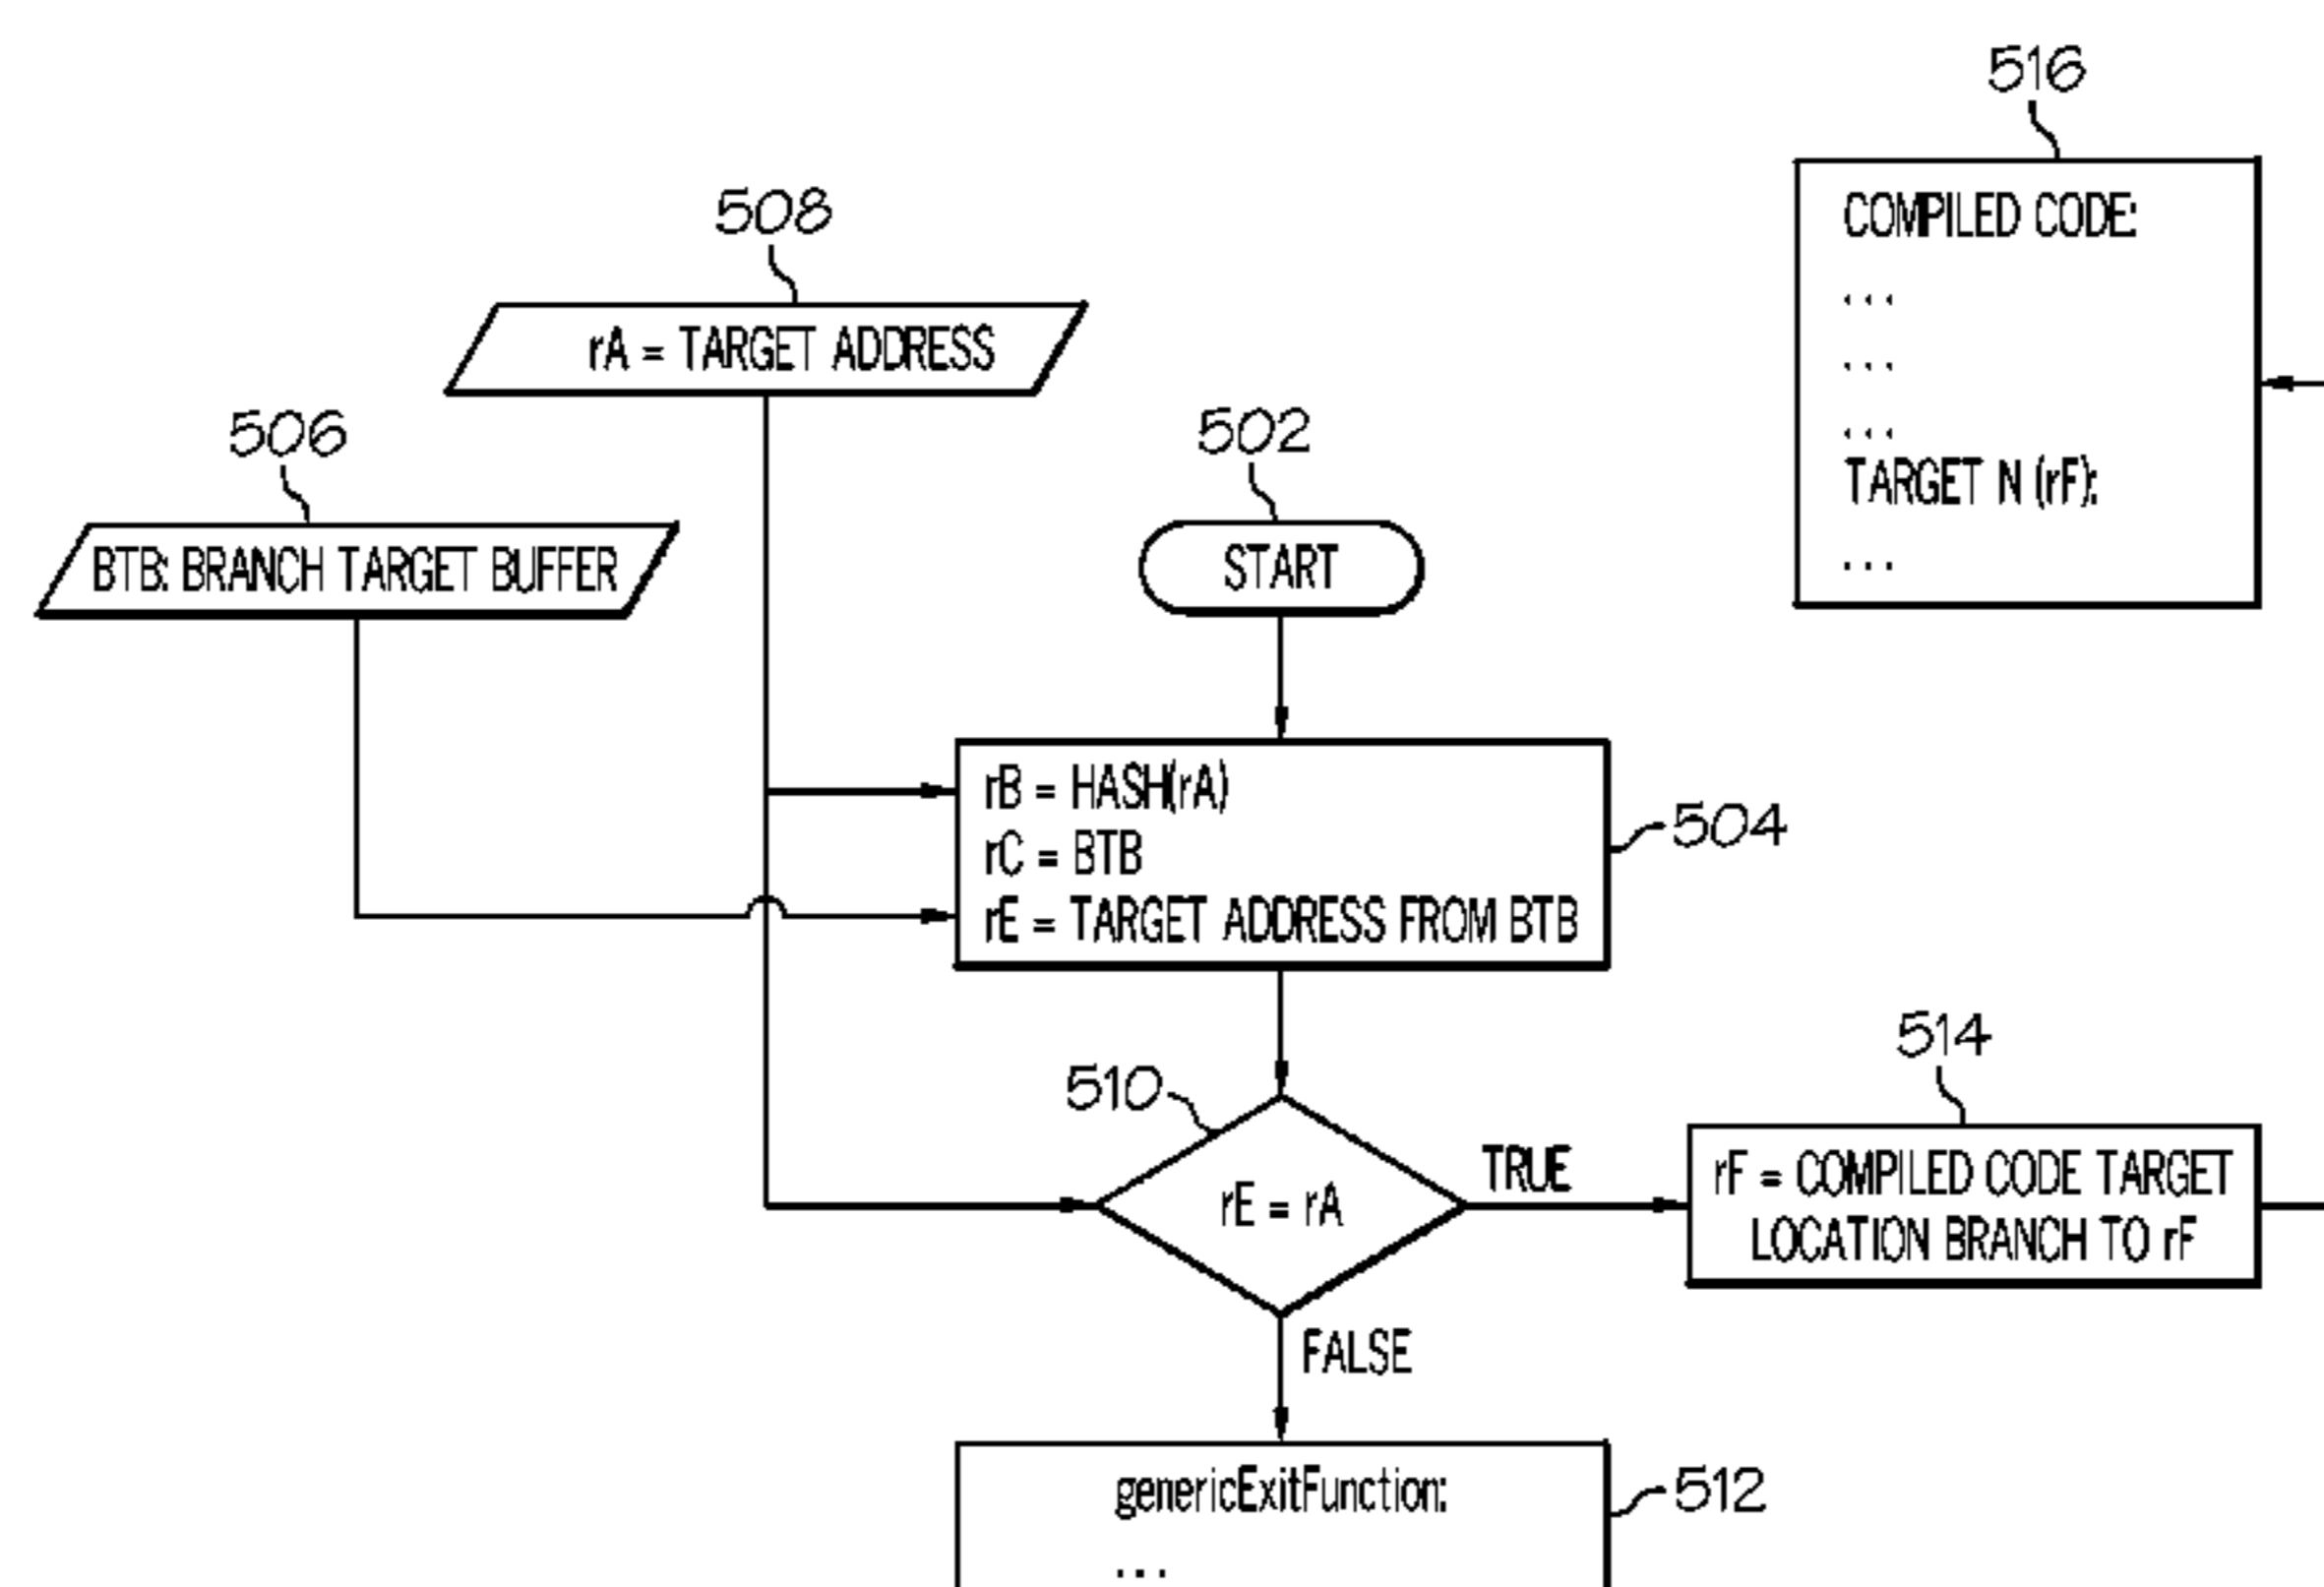 516
COMPILED CODE:
...
...
...
TARGET N (rF):
...
508
rA = TARGET ADDRESS
506
BTB: BRANCH TARGET BUFFER
502
START
rB = HASH(rA)
rC = BTB
rE = TARGET ADDRESS FROM BTB
504
510
rE = rA
TRUE
FALSE
514
rF = COMPILED CODE TARGET
LOCATION BRANCH TO rF
genericExitFunction:
...
512